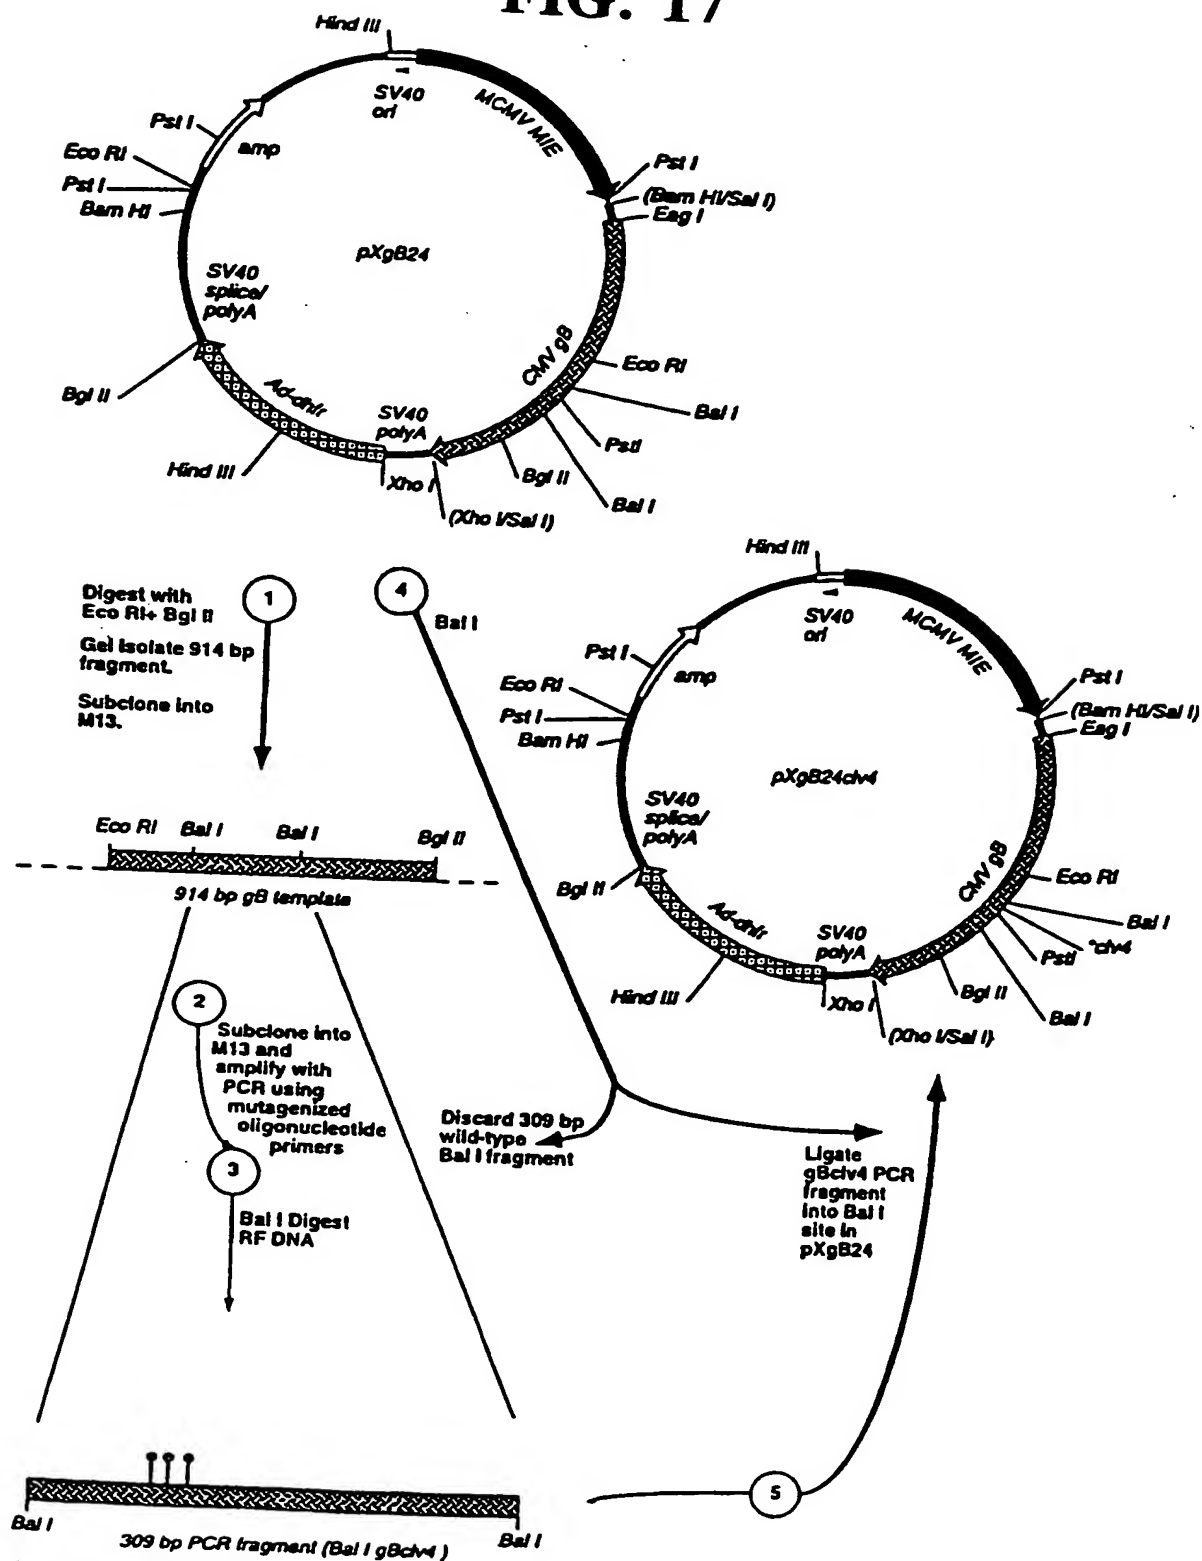 FIG. 17
Hind III
SV40
ori
MCMV MIE
Pst I
amp
Eco RI
Pst I
Bam HI
Pst I
(Bam HI/Sal I)
Eag I
pXgB24
SV40
splice/
polyA
CMV gB
Eco RI
Bal I
PstI
Bgl II
Ad-dhfr
SV40
polyA
Hind III
Xho I
Bgl II
Bal I
(Xho I/Sal I)
1
Digest with
Eco RI+ Bgl II
Gel isolate 914 bp
fragment.
Subclone into
M13.
4
Bal I
Hind III
SV40
ori
MCMV MIE
Pst I
amp
Eco RI
Pst I
Bam HI
Pst I
(Bam HI/Sal I)
Eag I
pXgB24clv4
SV40
splice/
polyA
CMV gB
Eco RI
Bal I
*clv4
PstI
Bgl II
Ad-dhfr
SV40
polyA
Hind III
Xho I
Bgl II
Bal I
(Xho I/Sal I)
Eco RI Bal I Bal I Bgl II
914 bp gB template
2
Subclone into
M13 and
amplify with
PCR using
mutagenized
oligonucleotide
primers
3
Bal I Digest
RF DNA
Discard 309 bp
wild-type
Bal I fragment
Ligate
gBclv4 PCR
fragment
into Bal I
site in
pXgB24
5
Bal I
309 bp PCR fragment (Bal I gBclv4 )
Bal I